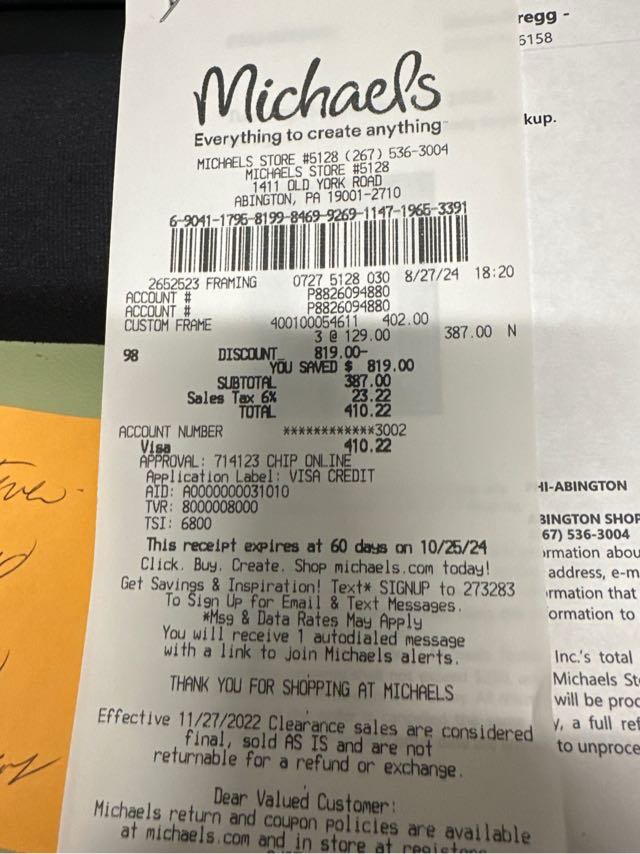 Michaels
Everything to create anything™
MICHAELS STORE #5128 (267) 536-3004
MICHAELS STORE #5128
1411 OLD YORK ROAD
ABINGTON, PA 19001-2710
6-9041-1796-8199-8469-9269-1147-1965-3391
2652523 FRAMING 0727 5128 030 8/27/24 18:20
ACCOUNT # P8826094880
ACCOUNT # P8826094880
CUSTOM FRAME 400100054611 402.00
3 @ 129.00 387.00 N
98 DISCOUNT 819.00-
YOU SAVED $ 819.00
SUBTOTAL 387.00
Sales Tax 6% 23.22
TOTAL 410.22
ACCOUNT NUMBER ************3002
Visa 410.22
APPROVAL: 714123 CHIP ONLINE
Application Label: VISA CREDIT
AID: A0000000031010
TVR: 8000008000
TSI: 6800
This receipt expires at 60 days on 10/25/24
Click. Buy. Create. Shop michaels.com today!
Get Savings & Inspiration! Text* SIGNUP to 273283
To Sign Up for Email & Text Messages.
*Msg & Data Rates May Apply
You will receive 1 autodialed message
with a link to join Michaels alerts.
THANK YOU FOR SHOPPING AT MICHAELS
Effective 11/27/2022 Clearance sales are considered
final, sold AS IS and are not
returnable for a refund or exchange.
Dear Valued Customer:
Michaels return and coupon policies are available
at michaels.com and in store at registers
regg -
6158
kup.
HI-ABINGTON
BINGTON SHOP
67) 536-3004
ormation abou
address, e-m
rmation that
ormation to
Inc.'s total
Michaels St
will be proc
y, a full ref
to unproce